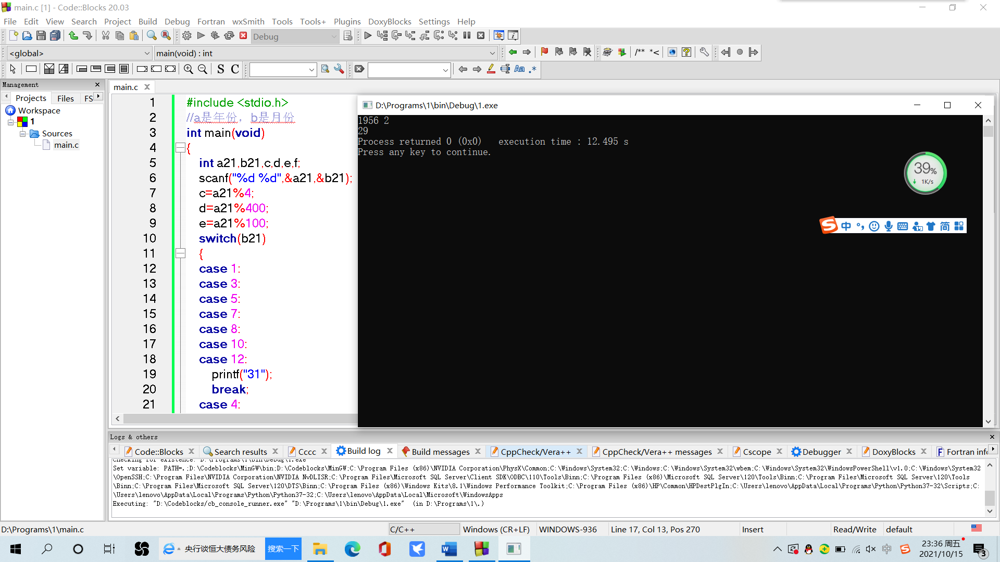 main.c [1] - Code::Blocks 20.03
File Edit View Search Project Build Debug Fortran wxSmith Tools Tools+ Plugins DoxyBlocks Settings Help
Debug
<global>
main(void) : int
/** *<
S C
Aa .*
Management
Projects Files FS
Workspace
1
Sources
main.c
main.c
1 #include <stdio.h>
2 //a是年份，b是月份
3 int main(void)
4 {
5 int a21,b21,c,d,e,f;
6 scanf("%d %d",&a21,&b21);
7 c=a21%4;
8 d=a21%400;
9 e=a21%100;
10 switch(b21)
11 {
12 case 1:
13 case 3:
14 case 5:
15 case 7:
16 case 8:
17 case 10:
18 case 12:
19 printf("31");
20 break;
21 case 4:
D:\Programs\1\bin\Debug\1.exe
1956 2
29
Process returned 0 (0x0)   execution time : 12.495 s
Press any key to continue.
39%
1K/s
S 中 简
Logs & others
Code::Blocks Search results Cccc Build log Build messages CppCheck/Vera++ CppCheck/Vera++ messages Cscope Debugger DoxyBlocks Fortran info
Checking for existence: D:\Programs\1\bin\Debug\1.exe
Set variable: PATH=.;D:\Codeblocks\MinGW\bin;D:\Codeblocks\MinGW;C:\Program Files (x86)\NVIDIA Corporation\PhysX\Common;C:\Windows\System32;C:\Windows;C:\Windows\System32\wbem;C:\Windows\System32\WindowsPowerShell\v1.0;C:\Windows\System32
\OpenSSH;C:\Program Files\NVIDIA Corporation\NVIDIA NvDLISR;C:\Program Files\Microsoft SQL Server\Client SDK\ODBC\110\Tools\Binn;C:\Program Files (x86)\Microsoft SQL Server\120\Tools\Binn;C:\Program Files\Microsoft SQL Server\120\Tools
\Binn;C:\Program Files\Microsoft SQL Server\120\DTS\Binn;C:\Program Files (x86)\Windows Kits\8.1\Windows Performance Toolkit;C:\Program Files (x86)\HP\Common\HPDestPlgIn;C:\Users\lenovo\AppData\Local\Programs\Python\Python37-32\Scripts;C:
\Users\lenovo\AppData\Local\Programs\Python\Python37-32;C:\Users\lenovo\AppData\Local\Microsoft\WindowsApps
Executing: "D:\Codeblocks/cb_console_runner.exe" "D:\Programs\1\bin\Debug\1.exe"  (in D:\Programs\1\.)
D:\Programs\1\main.c
C/C++
Windows (CR+LF)
WINDOWS-936
Line 17, Col 13, Pos 270
Insert
Read/Write
default
央行谈恒大债务风险
搜索一下
中
23:36 周五
2021/10/15
3